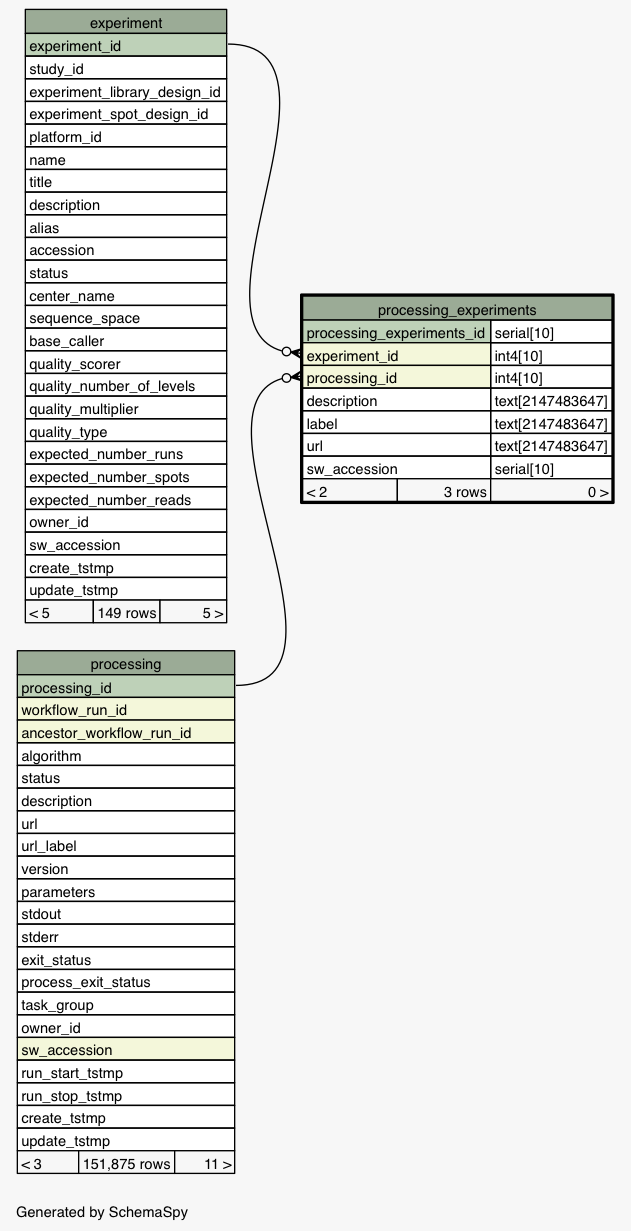 experiment
experiment_id
study_id
experiment_library_design_id
experiment_spot_design_id
platform_id
name
title
description
alias
accession
status
center_name
sequence_space
base_caller
quality_scorer
quality_number_of_levels
quality_multiplier
quality_type
expected_number_runs
expected_number_spots
expected_number_reads
owner_id
sw_accession
create_tstmp
update_tstmp
< 5 149 rows 5 >
processing_experiments
processing_experiments_id serial[10]
experiment_id int4[10]
processing_id int4[10]
description text[2147483647]
label text[2147483647]
url text[2147483647]
sw_accession serial[10]
< 2 3 rows 0 >
processing
processing_id
workflow_run_id
ancestor_workflow_run_id
algorithm
status
description
url
url_label
version
parameters
stdout
stderr
exit_status
process_exit_status
task_group
owner_id
sw_accession
run_start_tstmp
run_stop_tstmp
create_tstmp
update_tstmp
< 3 151,875 rows 11 >
Generated by SchemaSpy